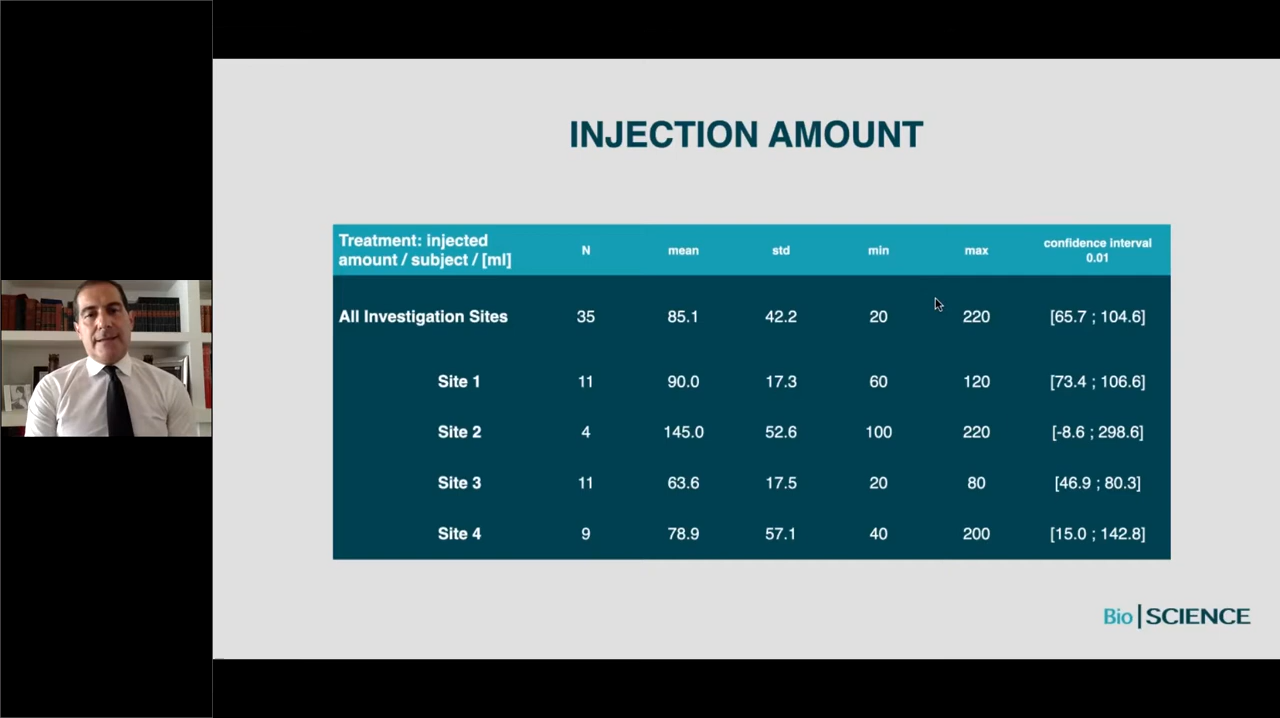 INJECTION AMOUNT
Treatment: injected amount / subject / [ml] N mean std min max confidence interval 0.01
All Investigation Sites 35 85.1 42.2 20 220 [65.7 ; 104.6]
Site 1 11 90.0 17.3 60 120 [73.4 ; 106.6]
Site 2 4 145.0 52.6 100 220 [-8.6 ; 298.6]
Site 3 11 63.6 17.5 20 80 [46.9 ; 80.3]
Site 4 9 78.9 57.1 40 200 [15.0 ; 142.8]
Bio|SCIENCE